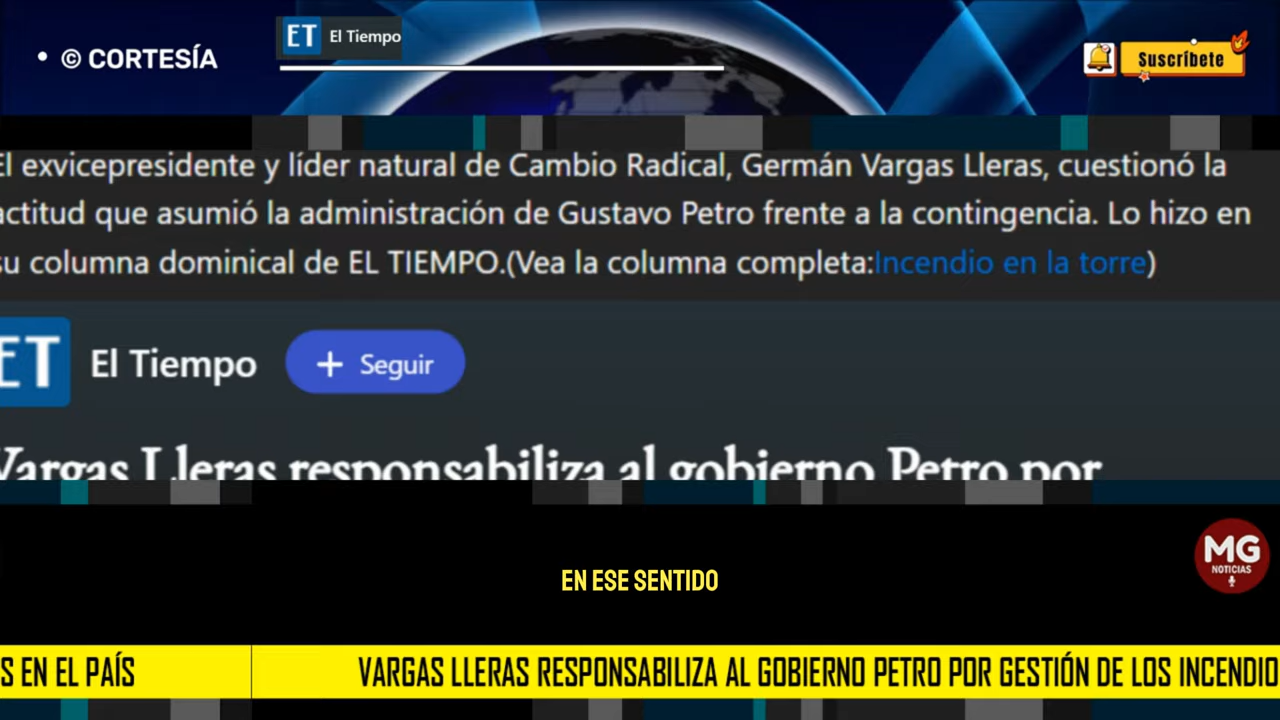 • © CORTESÍA
ET El Tiempo
Suscríbete
El exvicepresidente y líder natural de Cambio Radical, Germán Vargas Lleras, cuestionó la
actitud que asumió la administración de Gustavo Petro frente a la contingencia. Lo hizo en
su columna dominical de EL TIEMPO.(Vea la columna completa:Incendio en la torre)
ET El Tiempo + Seguir
Vargas Lleras responsabiliza al gobierno Petro por
MG
NOTICIAS
EN ESE SENTIDO
S EN EL PAÍS VARGAS LLERAS RESPONSABILIZA AL GOBIERNO PETRO POR GESTIÓN DE LOS INCENDIO